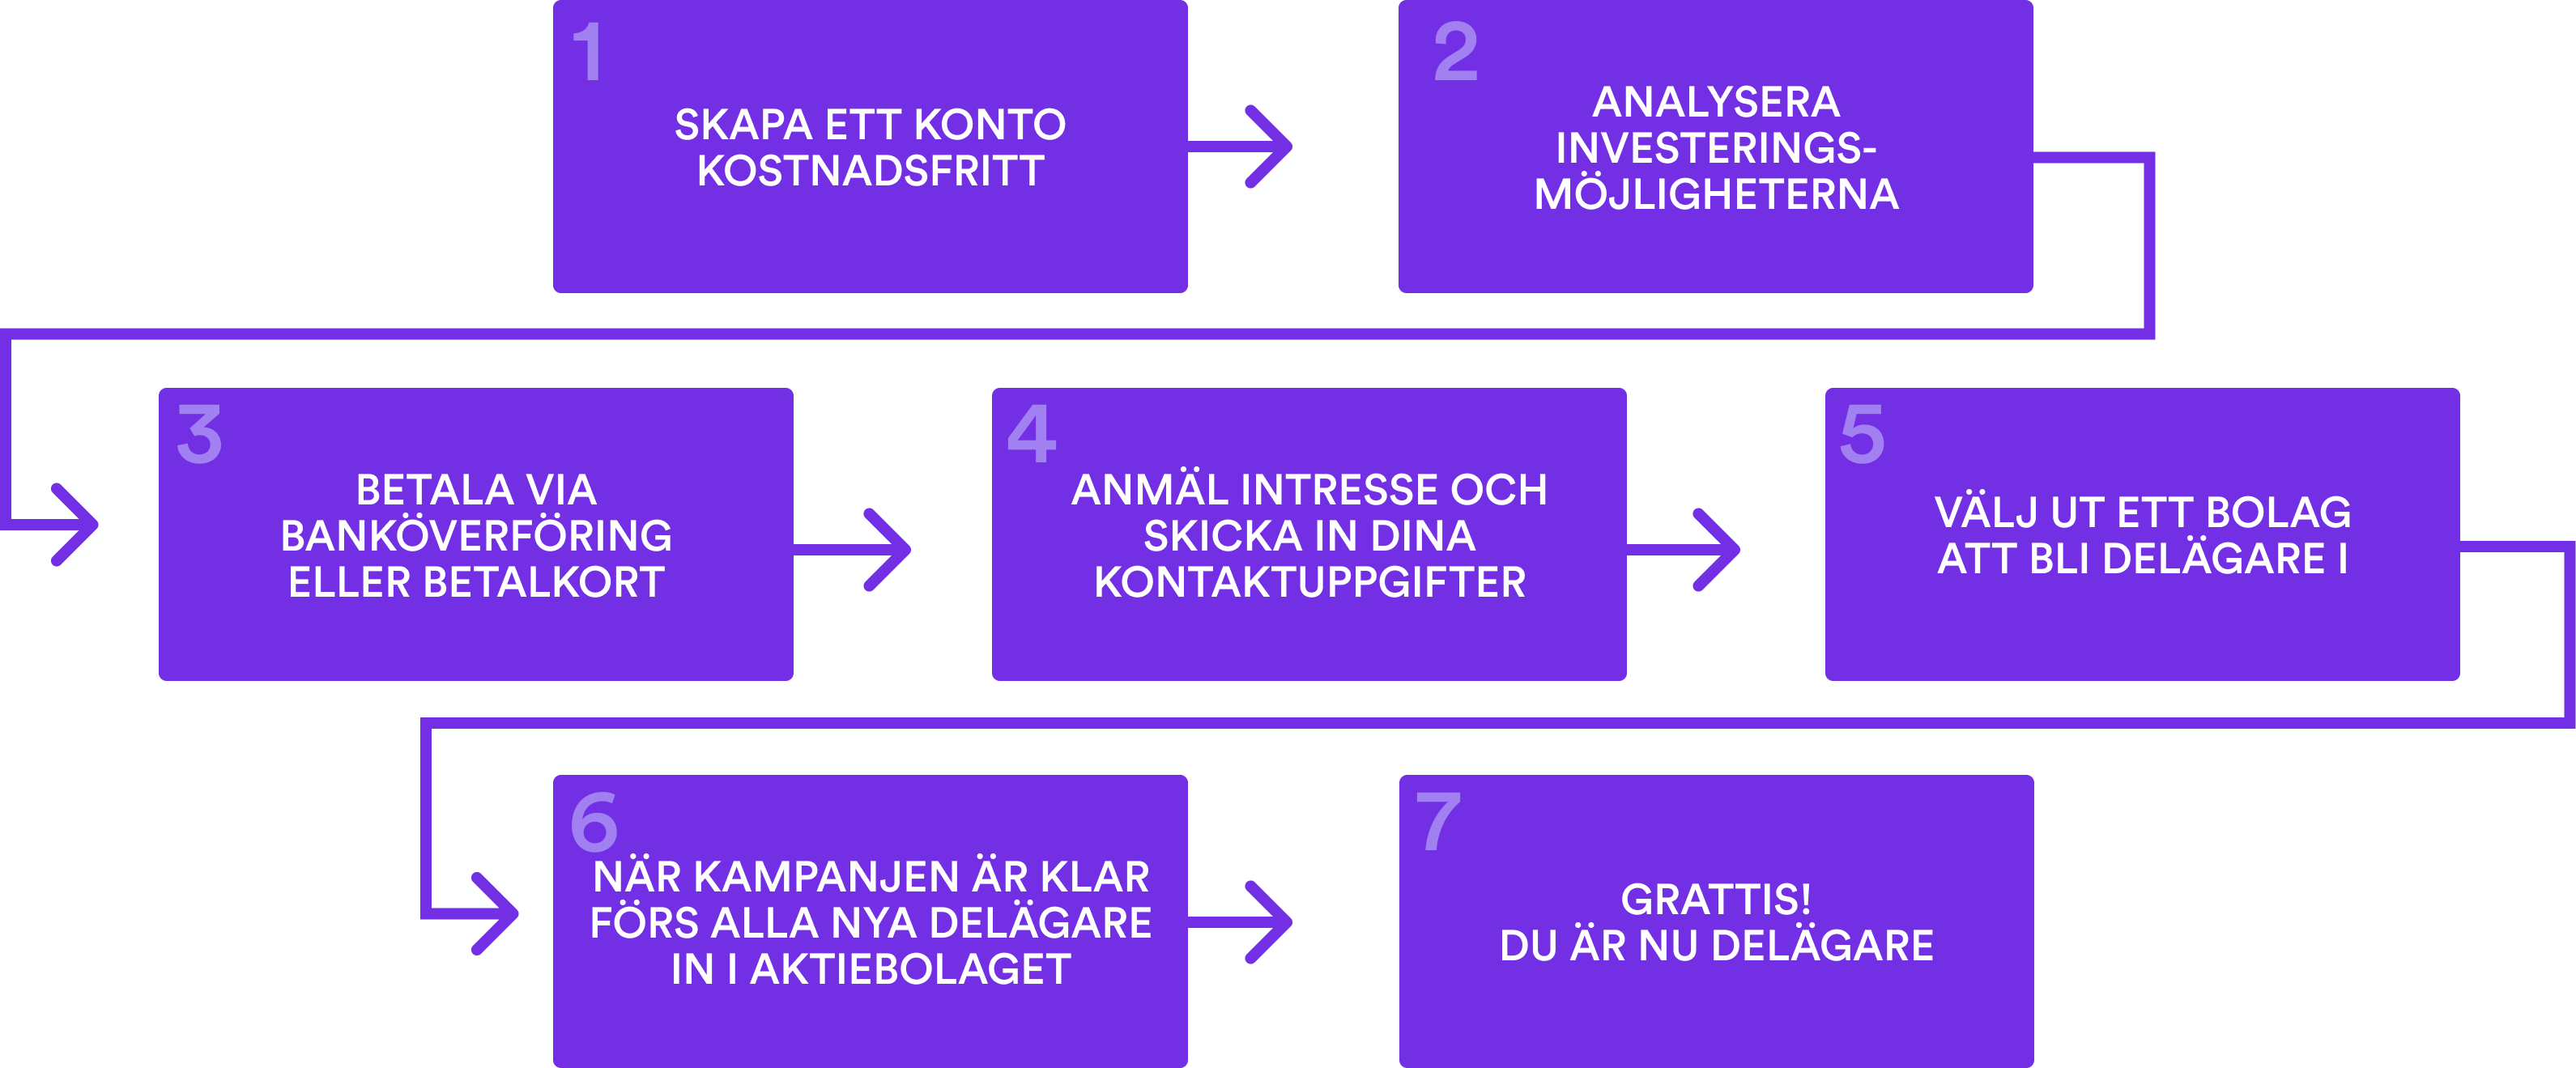 1
SKAPA ETT KONTO
KOSTNADSFRITT
2
ANALYSERA
INVESTERINGS-
MÖJLIGHETERNA
3
BETALA VIA
BANKÖVERFÖRING
ELLER BETALKORT
4
ANMÄL INTRESSE OCH
SKICKA IN DINA
KONTAKTUPPGIFTER
5
VÄLJ UT ETT BOLAG
ATT BLI DELÄGARE I
6
NÄR KAMPANJEN ÄR KLAR
FÖRS ALLA NYA DELÄGARE
IN I AKTIEBOLAGET
7
GRATTIS!
DU ÄR NU DELÄGARE